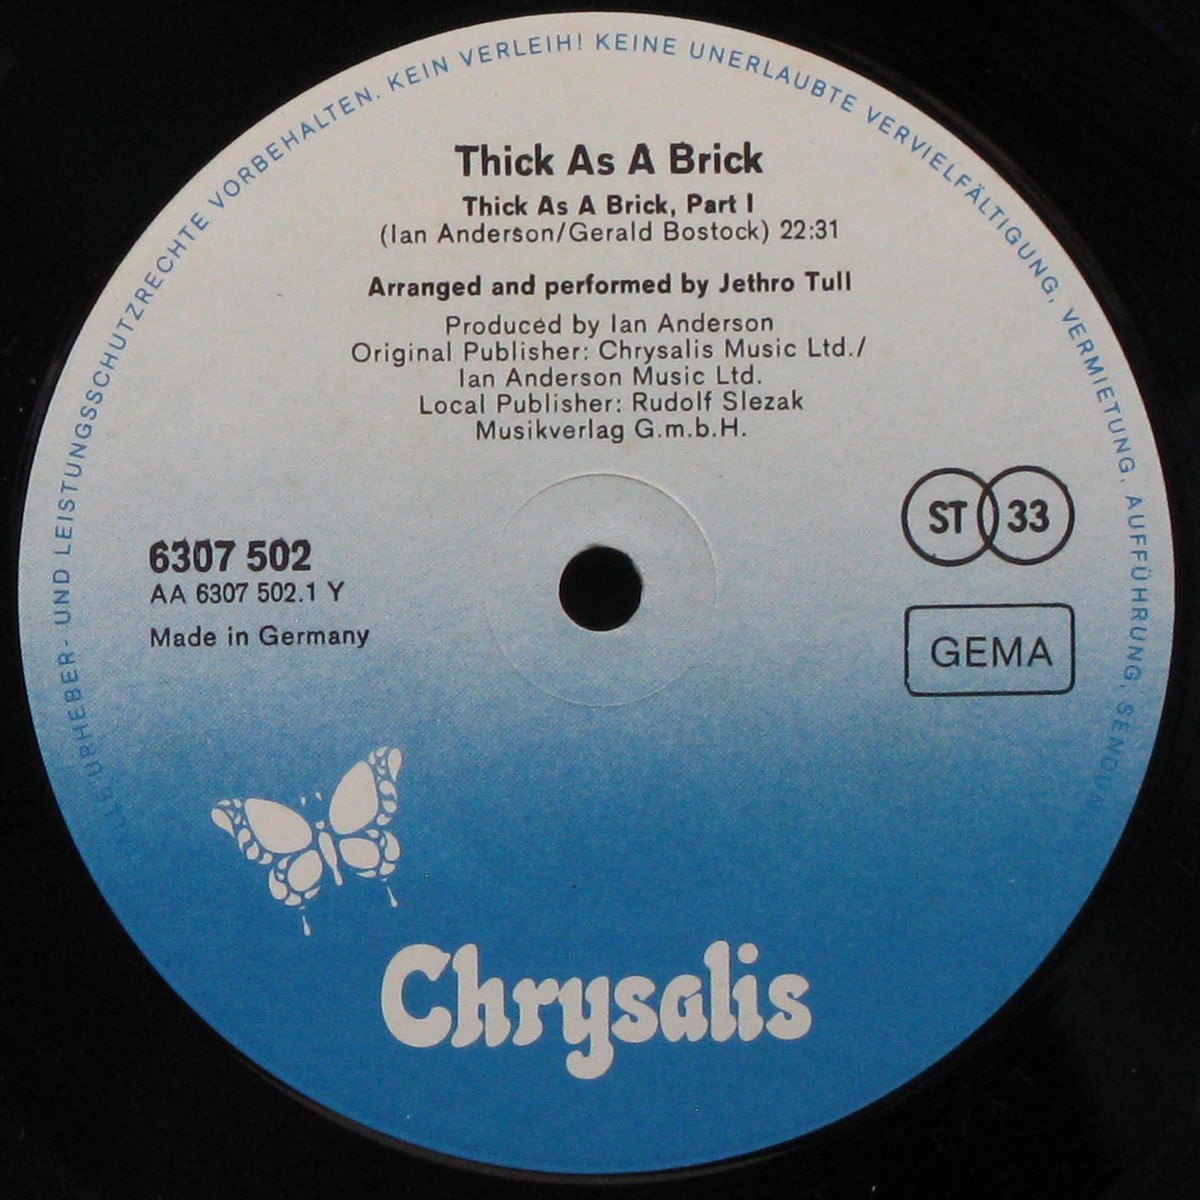 ALLE URHEBER- UND LEISTUNGSSCHUTZRECHTE VORBEHALTEN. KEIN VERLEIH! KEINE UNERLAUBTE VERVIELFÄLTIGUNG, VERMIETUNG, AUFFÜHRUNG, SENDUNG
Thick As A Brick
Thick As A Brick, Part I
(Ian Anderson/Gerald Bostock) 22:31
Arranged and performed by Jethro Tull
Produced by Ian Anderson
Original Publisher: Chrysalis Music Ltd./
Ian Anderson Music Ltd.
Local Publisher: Rudolf Slezak
Musikverlag G.m.b.H.
6307 502
AA 6307 502.1 Y
Made in Germany
ST 33
GEMA
Chrysalis